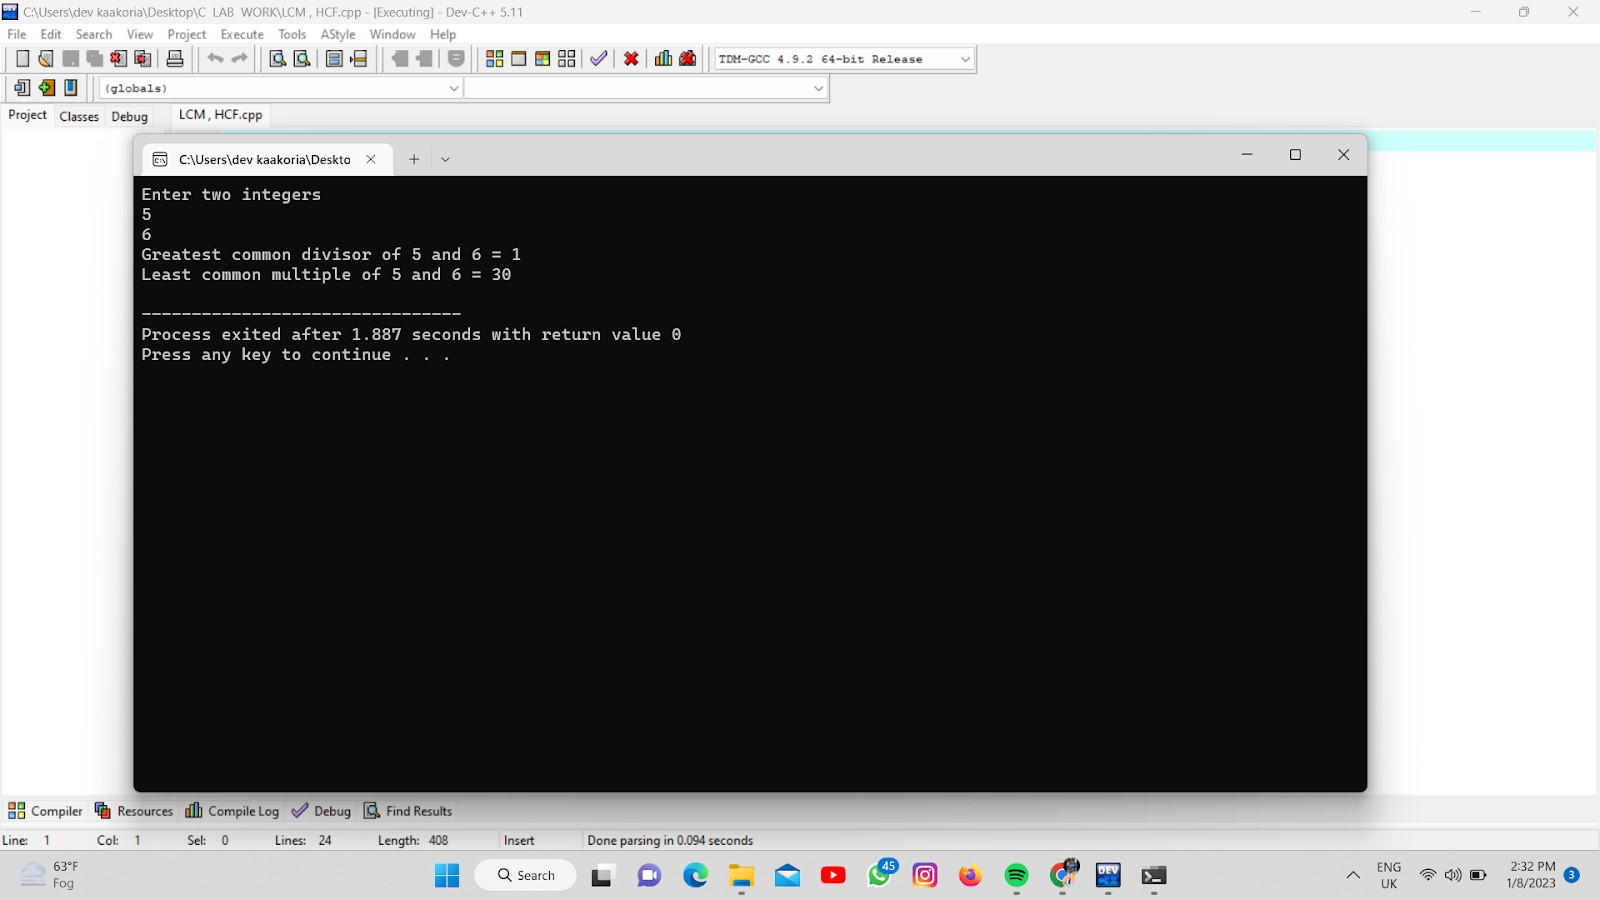 C:\Users\dev kaakoria\Desktop\C LAB WORK\LCM , HCF.cpp - [Executing] - Dev-C++ 5.11
File Edit Search View Project Execute Tools AStyle Window Help
TDM-GCC 4.9.2 64-bit Release
(globals)
Project Classes Debug LCM , HCF.cpp
C:\Users\dev kaakoria\Deskto
Enter two integers
5
6
Greatest common divisor of 5 and 6 = 1
Least common multiple of 5 and 6 = 30
--------------------------------
Process exited after 1.887 seconds with return value 0
Press any key to continue . . .
Compiler Resources Compile Log Debug Find Results
Line: 1 Col: 1 Sel: 0 Lines: 24 Length: 408 Insert Done parsing in 0.094 seconds
63°F
Fog
Search
45
DEV
ENG
UK
2:32 PM
1/8/2023
3